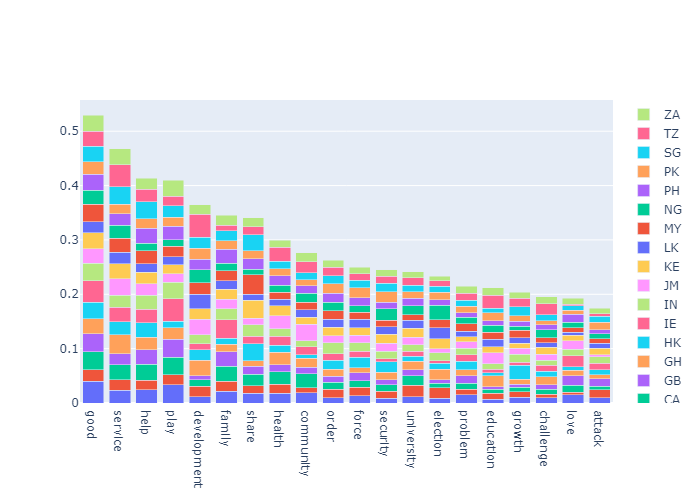 0.5
0.4
0.3
0.2
0.1
0
good
service
help
play
development
family
share
health
community
order
force
security
university
election
problem
education
growth
challenge
love
attack
ZA
TZ
SG
PK
PH
NG
MY
LK
KE
JM
IN
IE
HK
GH
GB
CA